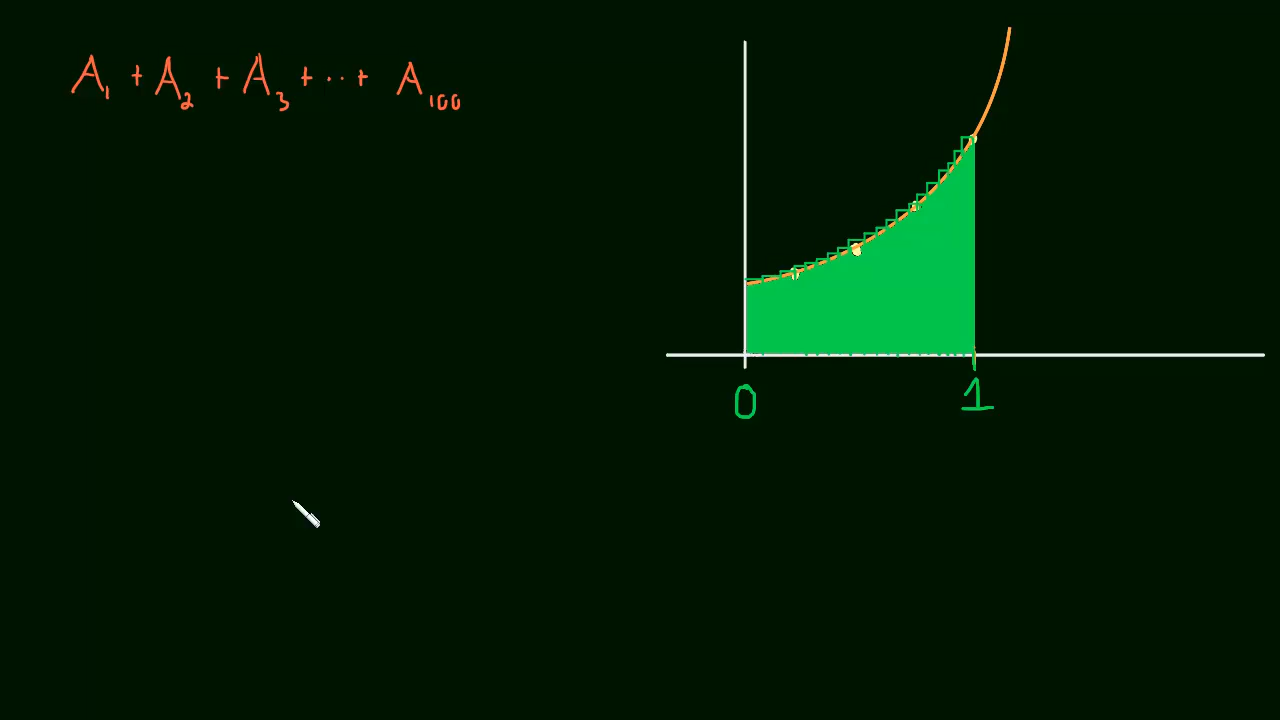 A₁ + A₂ + A₃ + ... + A₁₀₀
0 1